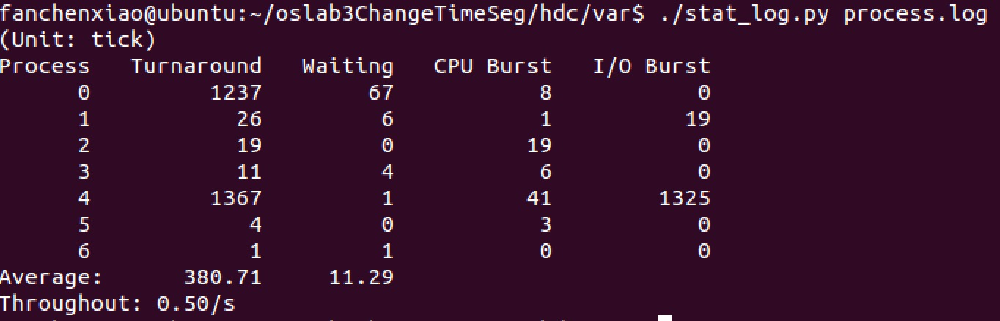 fanchenxiao@ubuntu:~/oslab3ChangeTimeSeg/hdc/var$ ./stat_log.py process.log
(Unit: tick)
Process   Turnaround   Waiting   CPU Burst   I/O Burst
      0         1237        67           8           0
      1           26         6           1          19
      2           19         0          19           0
      3           11         4           6           0
      4         1367         1          41        1325
      5            4         0           3           0
      6            1         1           0           0
Average:      380.71     11.29
Throughout: 0.50/s